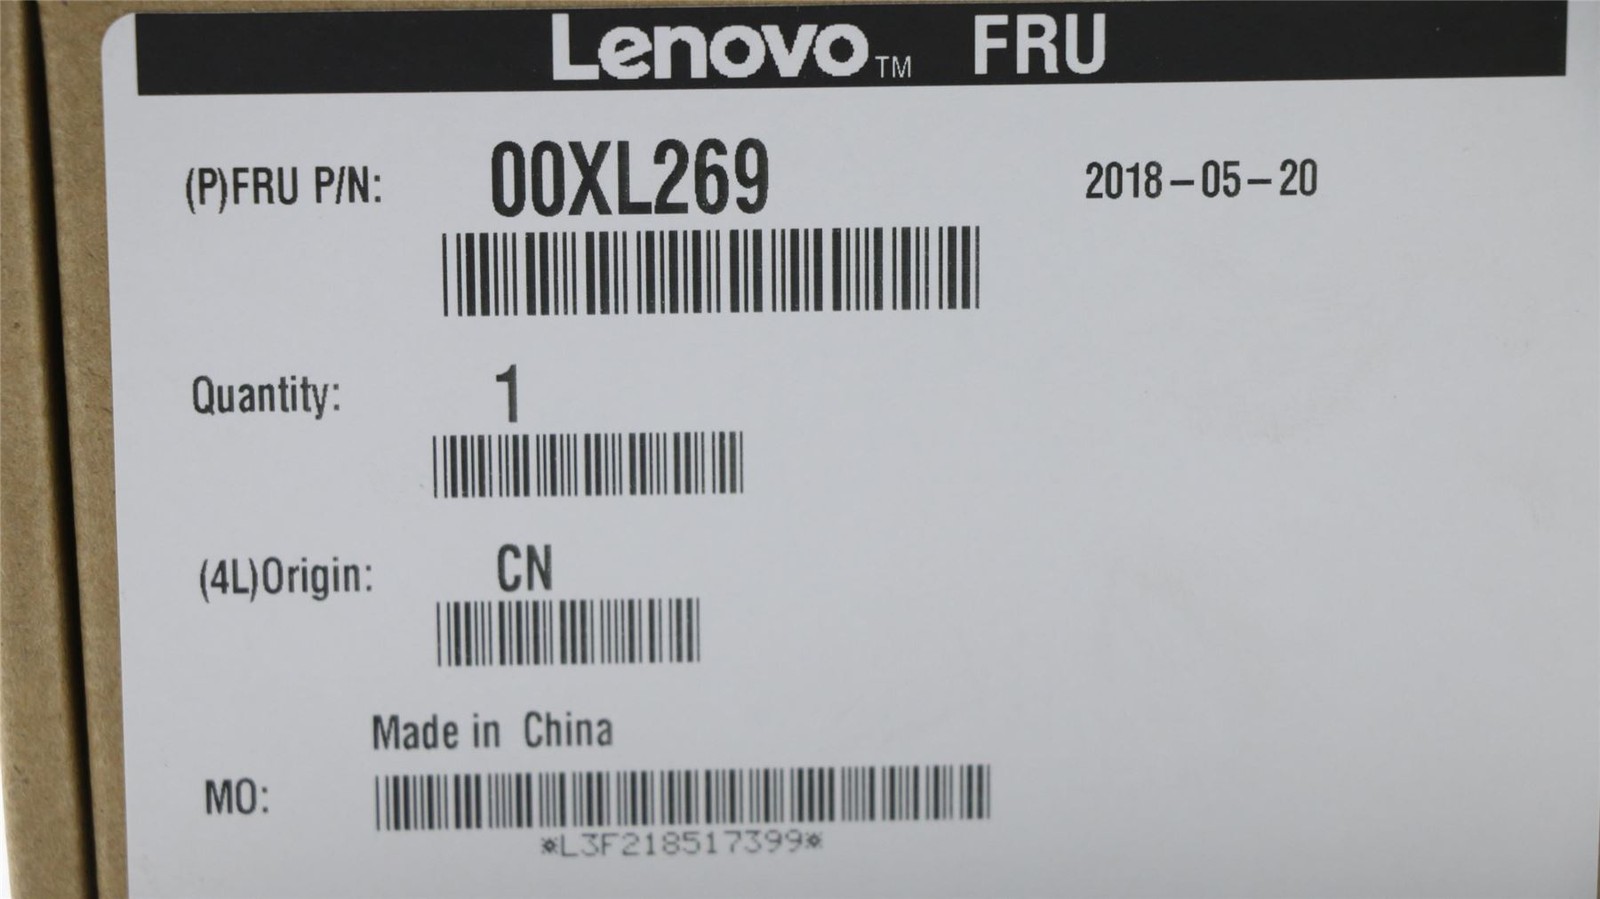 Lenovo™ FRU
(P)FRU P/N: 00XL269 2018-05-20
Quantity: 1
(4L)Origin: CN
Made in China
MO:
*L3F218517399*